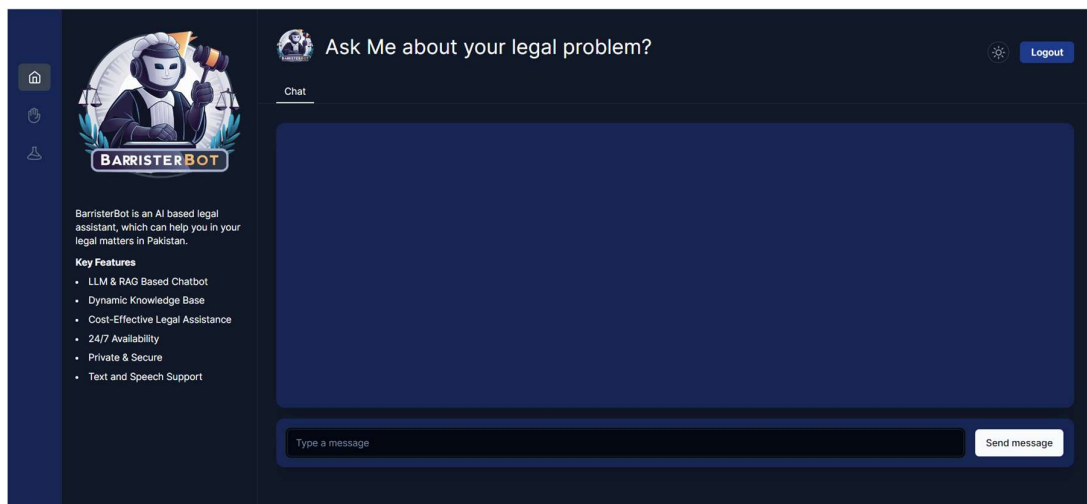 BARRISTERBOT
BarristerBot is an AI based legal
assistant, which can help you in your
legal matters in Pakistan.
Key Features
• LLM & RAG Based Chatbot
• Dynamic Knowledge Base
• Cost-Effective Legal Assistance
• 24/7 Availability
• Private & Secure
• Text and Speech Support
BARRISTERBOT
Ask Me about your legal problem?
Logout
Chat
Type a message
Send message